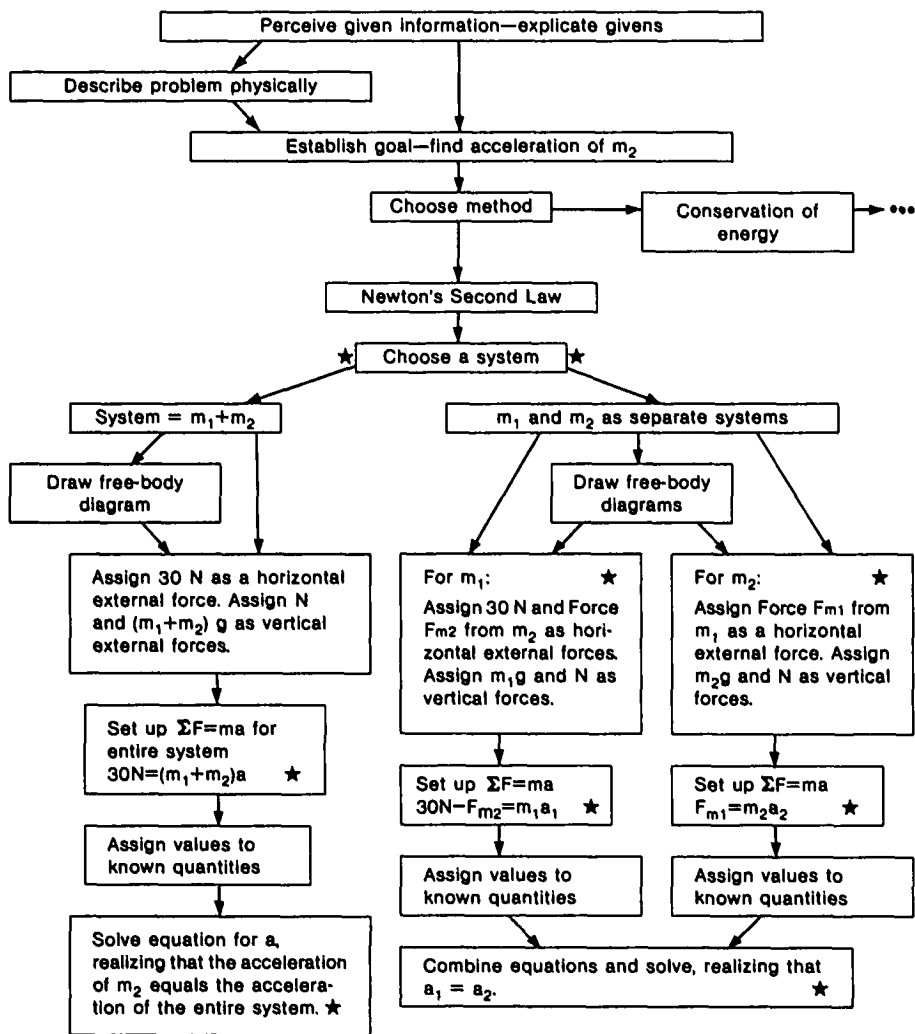 Perceive given information—explicate givens
Describe problem physically
Establish goal—find acceleration of m₂
Choose method
Conservation of
energy
Newton's Second Law
★ Choose a system ★
System = m₁+m₂
m₁ and m₂ as separate systems
Draw free-body
diagram
Draw free-body
diagrams
Assign 30 N as a horizontal
external force. Assign N
and (m₁+m₂) g as vertical
external forces.
For m₁: ★
Assign 30 N and Force
Fm2 from m₂ as hori-
zontal external forces.
Assign m₁g and N as
vertical forces.
For m₂: ★
Assign Force Fm1 from
m₁ as a horizontal
external force. Assign
m₂g and N as vertical
forces.
Set up ΣF=ma for
entire system
30N=(m₁+m₂)a ★
Set up ΣF=ma
30N−Fm2=m₁a₁ ★
Set up ΣF=ma
Fm1=m₂a₂ ★
Assign values to
known quantities
Assign values to
known quantities
Assign values to
known quantities
Solve equation for a,
realizing that the acceleration
of m₂ equals the accelera-
tion of the entire system. ★
Combine equations and solve, realizing that
a₁ = a₂. ★